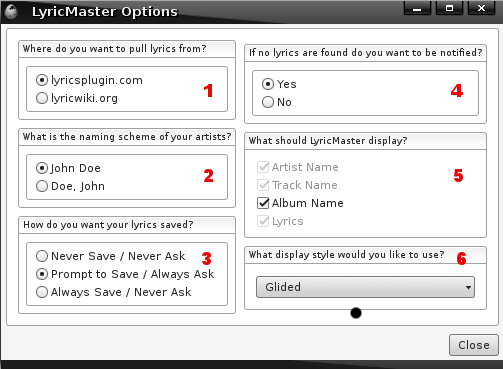 LyricMaster Options
Where do you want to pull lyrics from?
lyricsplugin.com
lyricwiki.org
1
What is the naming scheme of your artists?
John Doe
Doe, John
2
How do you want your lyrics saved?
Never Save / Never Ask
Prompt to Save / Always Ask
Always Save / Never Ask
3
If no lyrics are found do you want to be notified?
Yes
No
4
What should LyricMaster display?
Artist Name
Track Name
Album Name
Lyrics
5
What display style would you like to use?
6
Glided
Close